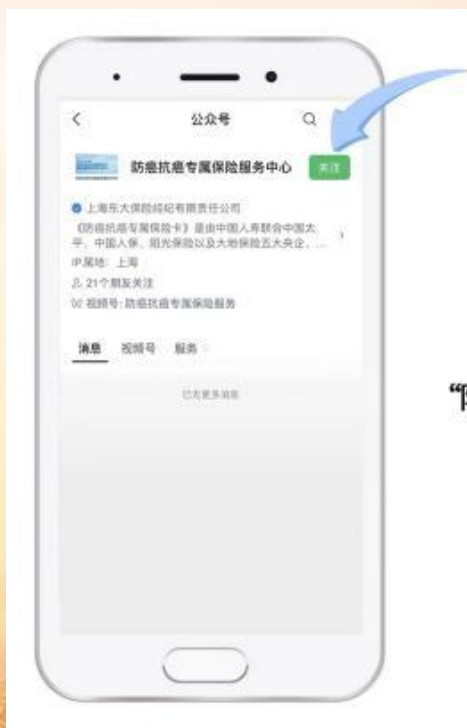 公众号
防癌抗癌专属保险服务中心
关注
上海东大保险经纪有限责任公司
《防癌抗癌专属保险卡》是由中国人寿联合中国太
平、中国人保、阳光保险以及大地保险五大央企，...
IP属地：上海
21个朋友关注
视频号：防癌抗癌专属保险服务
消息 视频号 服务
已无更多消息